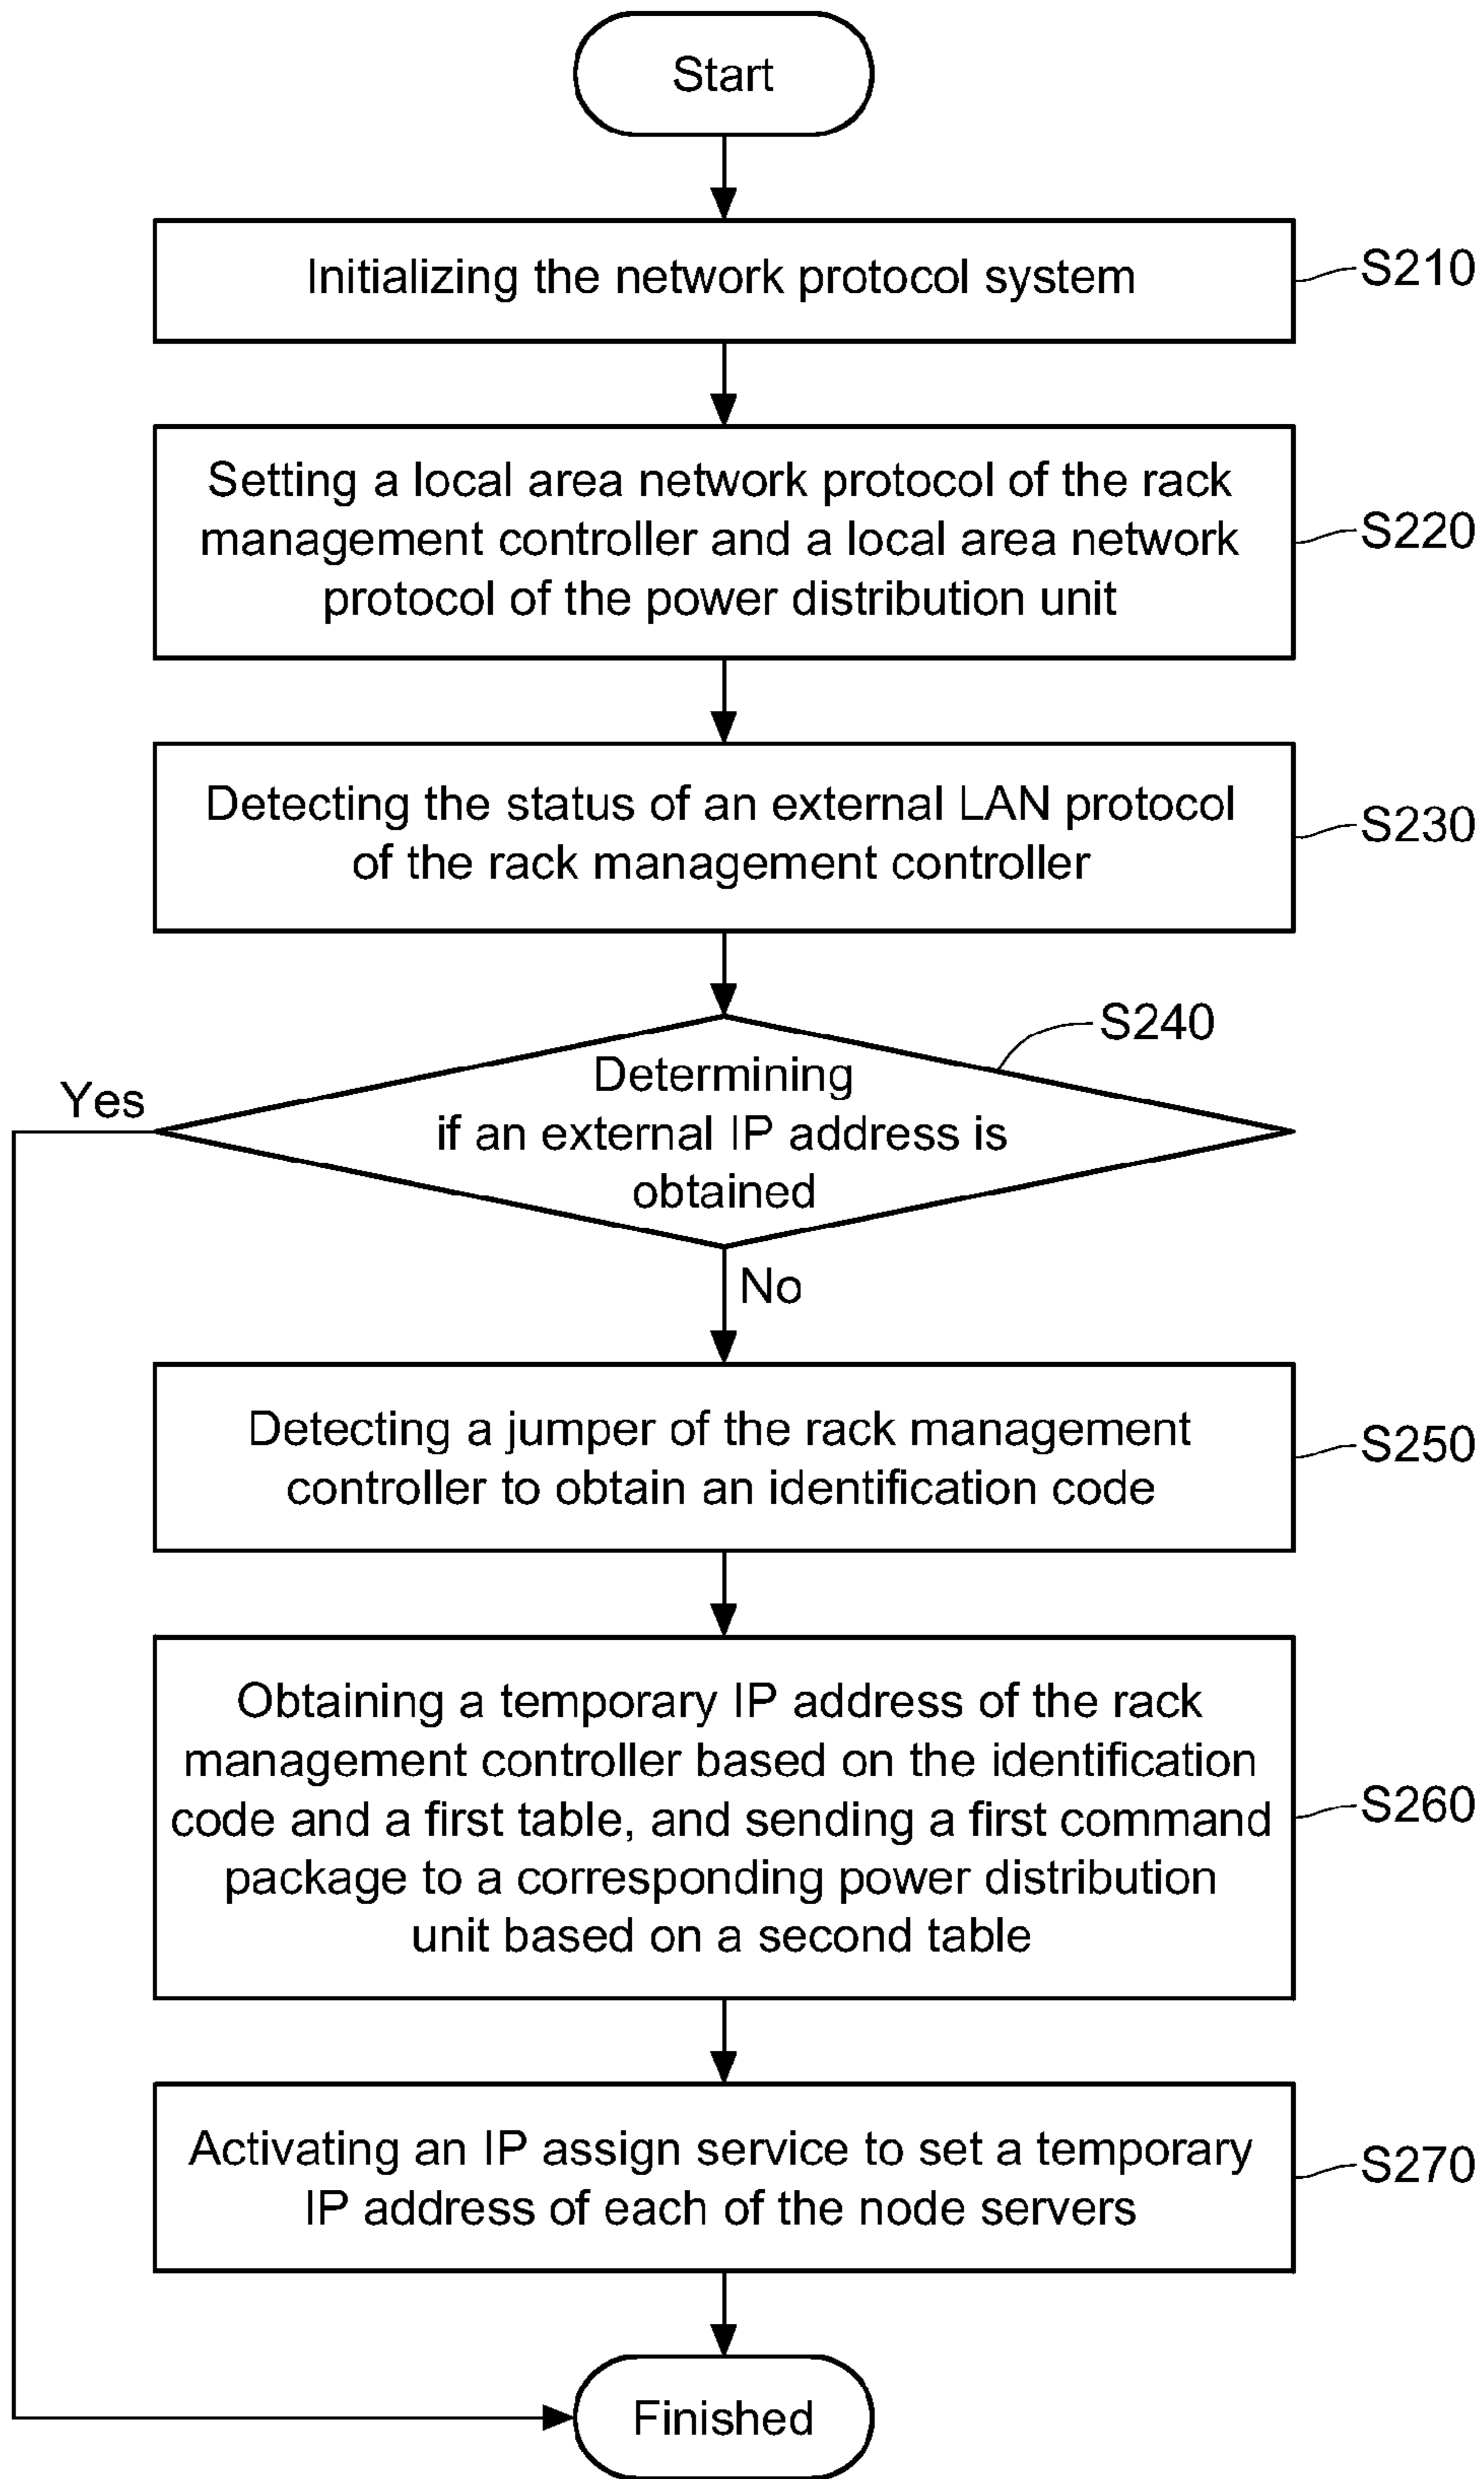 Start
Initializing the network protocol system
S210
Setting a local area network protocol of the rack
management controller and a local area network
protocol of the power distribution unit
S220
Detecting the status of an external LAN protocol
of the rack management controller
S230
S240
Determining
if an external IP address is
obtained
Yes
No
Detecting a jumper of the rack management
controller to obtain an identification code
S250
Obtaining a temporary IP address of the rack
management controller based on the identification
code and a first table, and sending a first command
package to a corresponding power distribution
unit based on a second table
S260
Activating an IP assign service to set a temporary
IP address of each of the node servers
S270
Finished